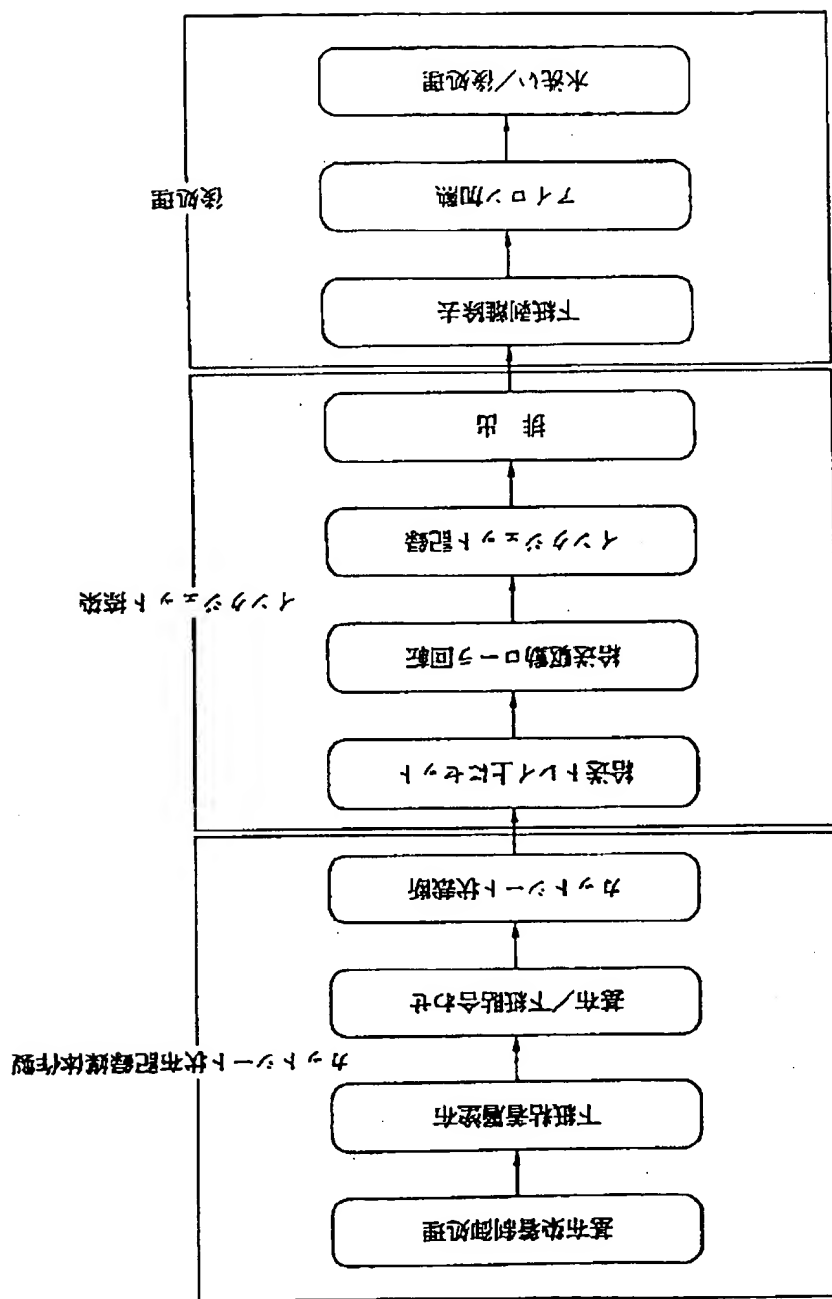 カットシート状布記録媒体作製
基布染着制御処理
下紙粘着層塗布
基布／下紙貼合わせ
カットシート状裁断
インクジェット捺染
給送トレイ上にセット
給送駆動ローラ回転
インクジェット記録
排 出
後処理
下紙剥離除去
アイロン加熱
水洗い／後処理